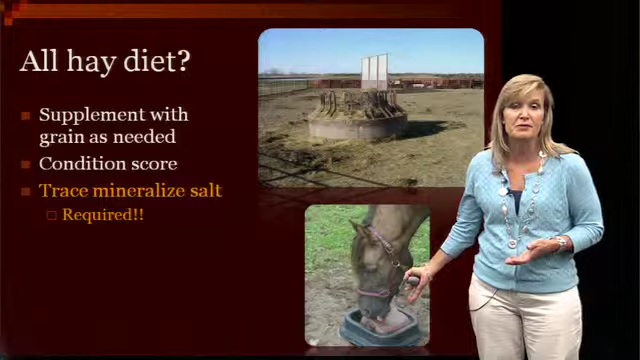 All hay diet?
Supplement with
grain as needed
Condition score
Trace mineralize salt
Required!!